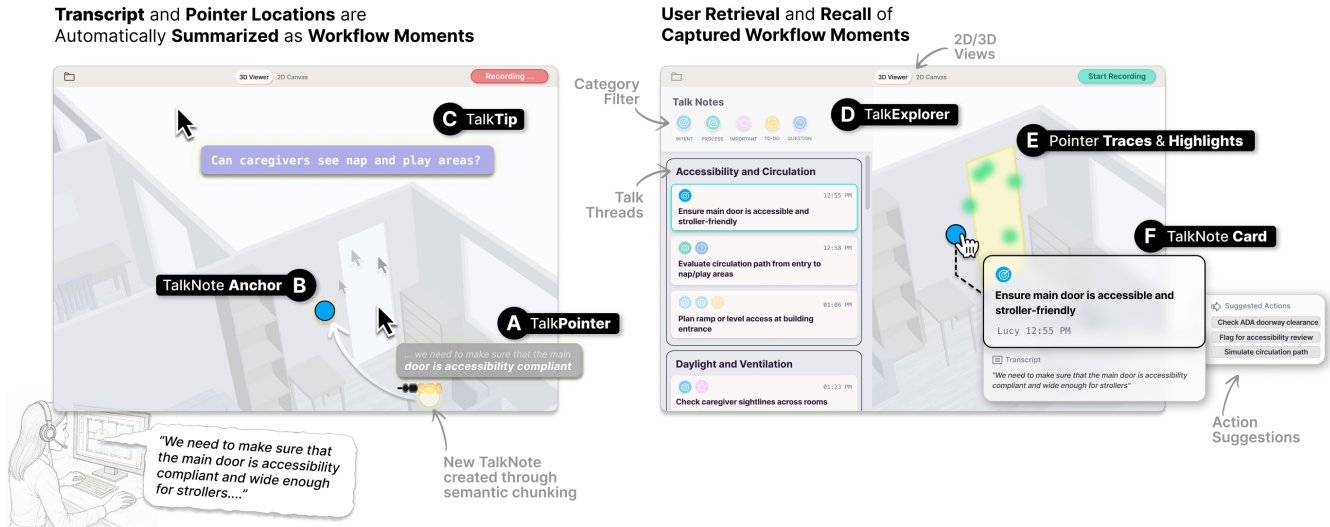 Transcript and Pointer Locations are
Automatically Summarized as Workflow Moments
3D Viewer 2D Canvas
Recording ...
C TalkTip
Can caregivers see nap and play areas?
TalkNote Anchor B
A TalkPointer
... we need to make sure that the main
door is accessibility compliant
"We need to make sure that
the main door is accessibility
compliant and wide enough
for strollers...."
New TalkNote
created through
semantic chunking
User Retrieval and Recall of
Captured Workflow Moments
2D/3D
Views
Category
Filter
Talk
Threads
3D Viewer 2D Canvas
Start Recording
Talk Notes
INTENT PROCESS IMPORTANT TO-DO QUESTION
D TalkExplorer
Accessibility and Circulation
12:55 PM
Ensure main door is accessible and
stroller-friendly
12:58 PM
Evaluate circulation path from entry to
nap/play areas
01:06 PM
Plan ramp or level access at building
entrance
Daylight and Ventilation
01:23 PM
Check caregiver sightlines across rooms
E Pointer Traces & Highlights
F TalkNote Card
Ensure main door is accessible and
stroller-friendly
Lucy 12:55 PM
Transcript
"We need to make sure that the main door is accessibility
compliant and wide enough for strollers"
Suggested Actions
Check ADA doorway clearance
Flag for accessibility review
Simulate circulation path
Action
Suggestions